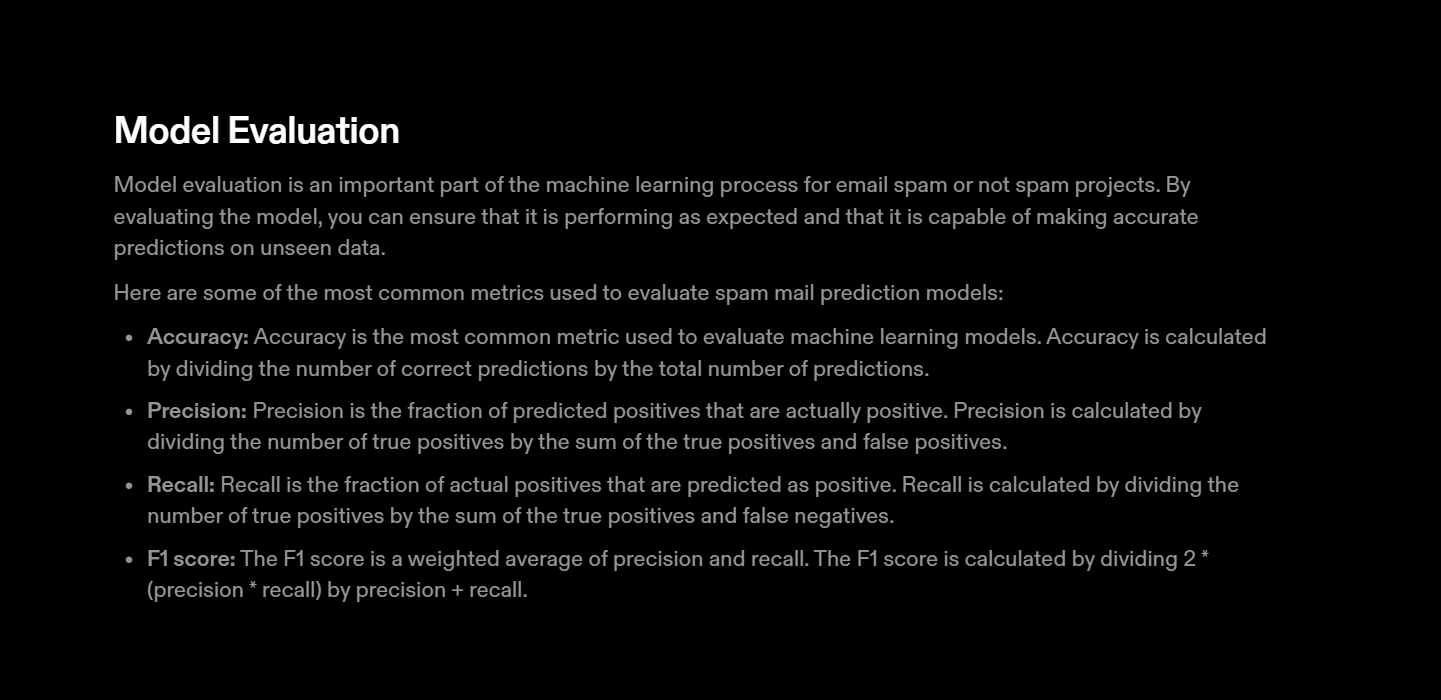 Model Evaluation
Model evaluation is an important part of the machine learning process for email spam or not spam projects. By
evaluating the model, you can ensure that it is performing as expected and that it is capable of making accurate
predictions on unseen data.
Here are some of the most common metrics used to evaluate spam mail prediction models:
• Accuracy: Accuracy is the most common metric used to evaluate machine learning models. Accuracy is calculated
by dividing the number of correct predictions by the total number of predictions.
• Precision: Precision is the fraction of predicted positives that are actually positive. Precision is calculated by
dividing the number of true positives by the sum of the true positives and false positives.
• Recall: Recall is the fraction of actual positives that are predicted as positive. Recall is calculated by dividing the
number of true positives by the sum of the true positives and false negatives.
• F1 score: The F1 score is a weighted average of precision and recall. The F1 score is calculated by dividing 2 *
(precision * recall) by precision + recall.